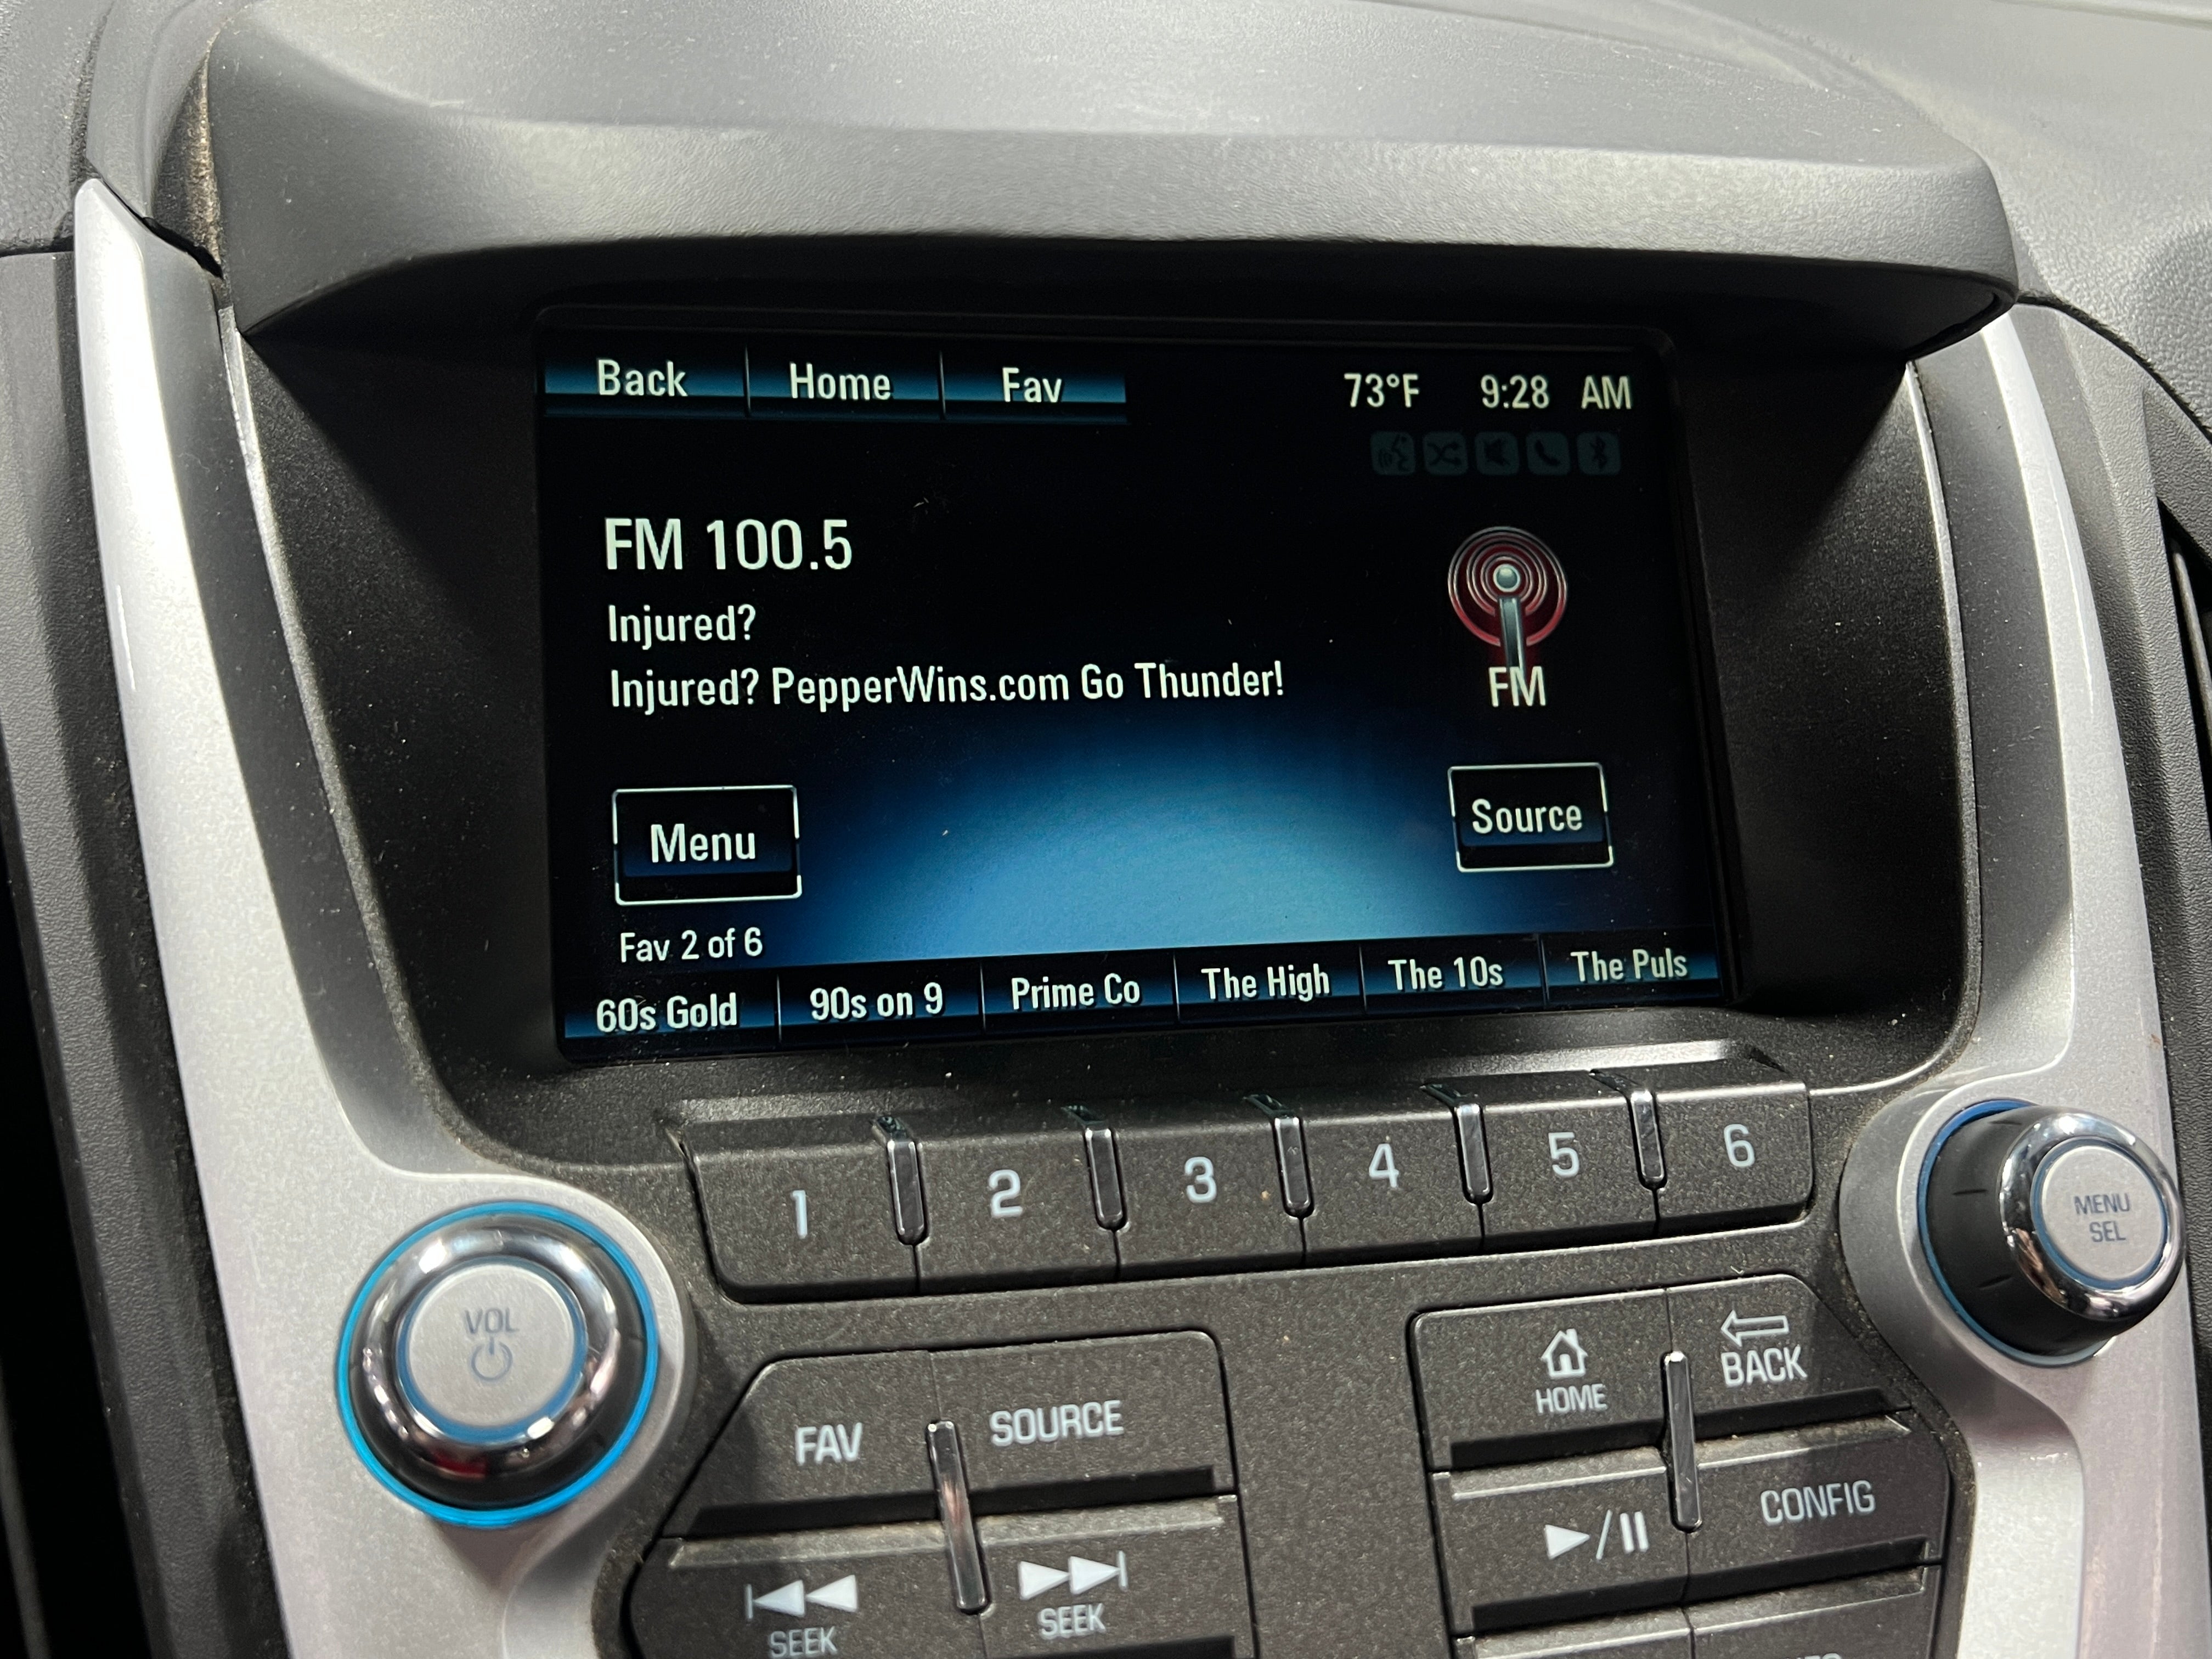 Back Home Fav 73°F 9:28 AM
FM 100.5
Injured?
Injured? PepperWins.com Go Thunder!
FM
Menu Source
Fav 2 of 6
60s Gold 90s on 9 Prime Co The High The 10s The Puls
1 2 3 4 5 6
MENU
SEL
VOL
HOME BACK
FAV SOURCE
CONFIG
SEEK SEEK